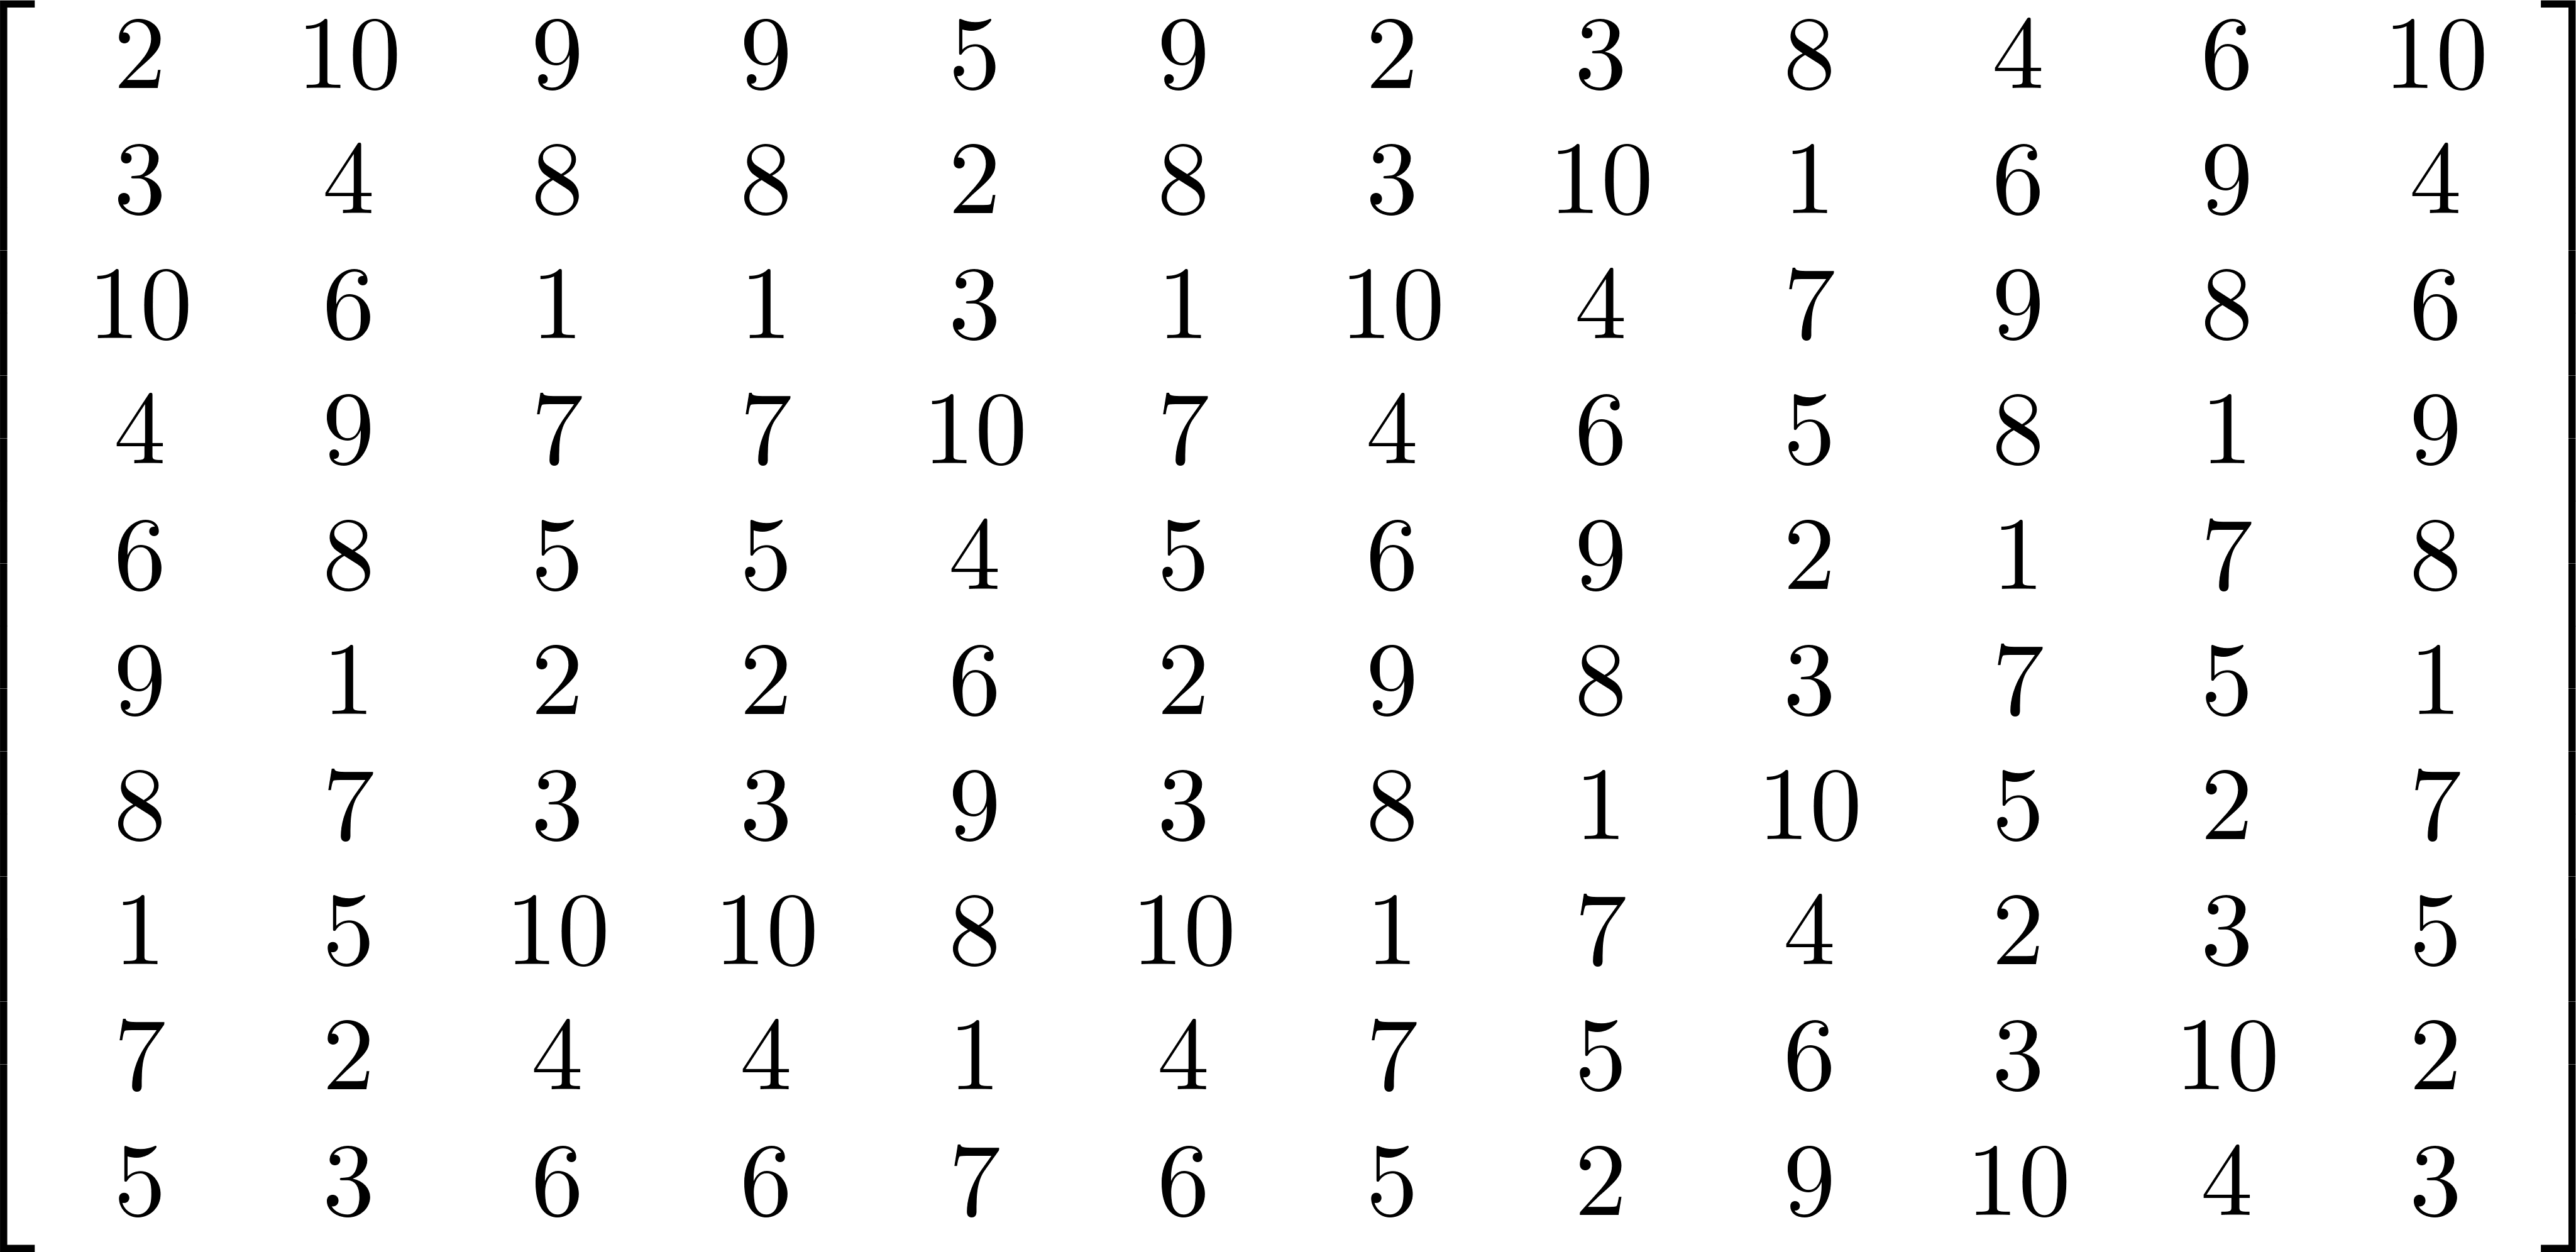 2 10 9 9 5 9 2 3 8 4 6 10
3 4 8 8 2 8 3 10 1 6 9 4
10 6 1 1 3 1 10 4 7 9 8 6
4 9 7 7 10 7 4 6 5 8 1 9
6 8 5 5 4 5 6 9 2 1 7 8
9 1 2 2 6 2 9 8 3 7 5 1
8 7 3 3 9 3 8 1 10 5 2 7
1 5 10 10 8 10 1 7 4 2 3 5
7 2 4 4 1 4 7 5 6 3 10 2
5 3 6 6 7 6 5 2 9 10 4 3